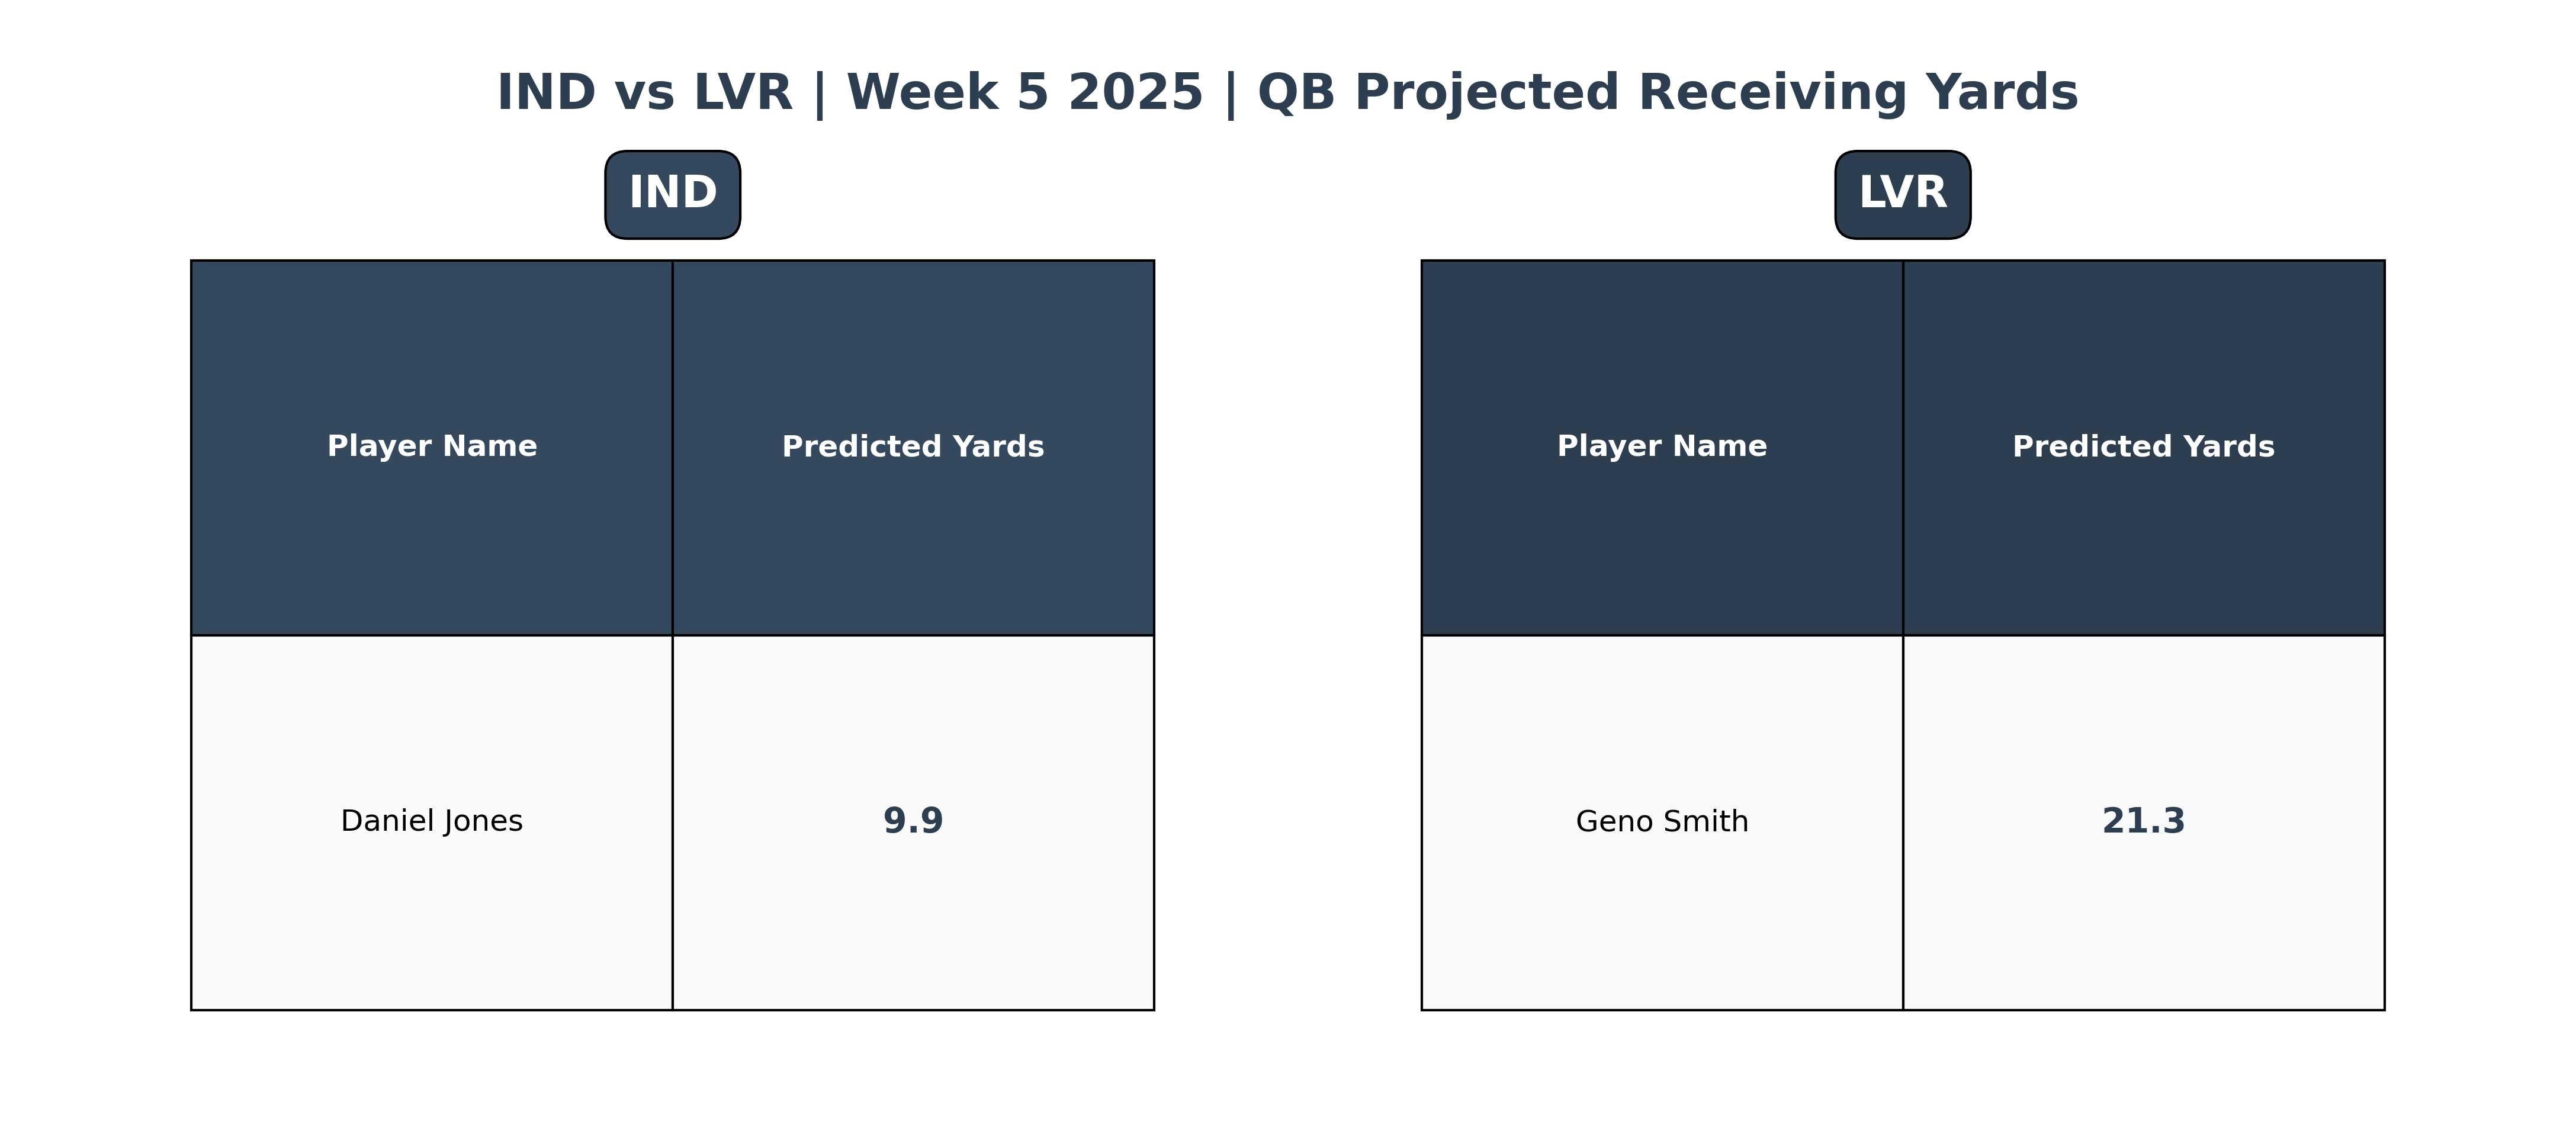 IND vs LVR | Week 5 2025 | QB Projected Receiving Yards
IND
Player Name Predicted Yards
Daniel Jones 9.9
LVR
Player Name Predicted Yards
Geno Smith 21.3